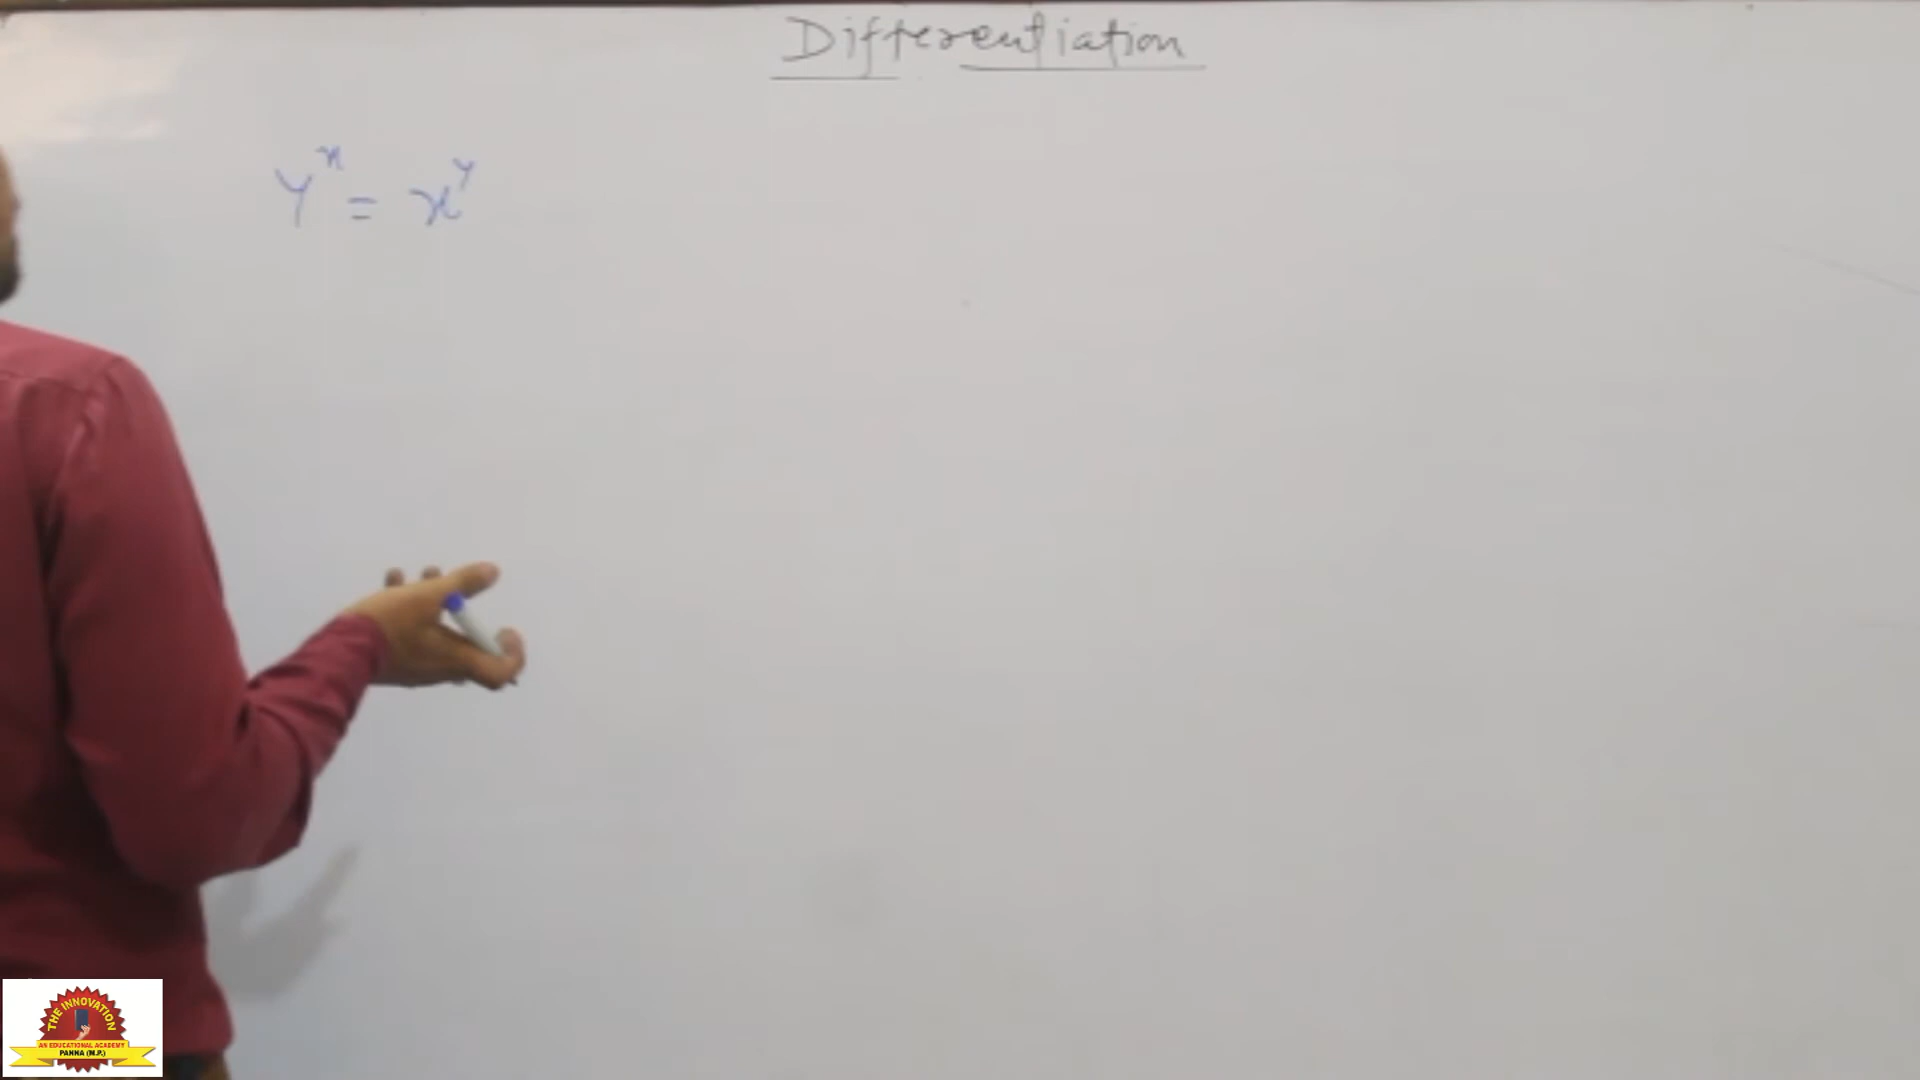 Differentiation
y^x = x^y
THE INNOVATION
AN EDUCATIONAL ACADEMY
PANNA (M.P.)